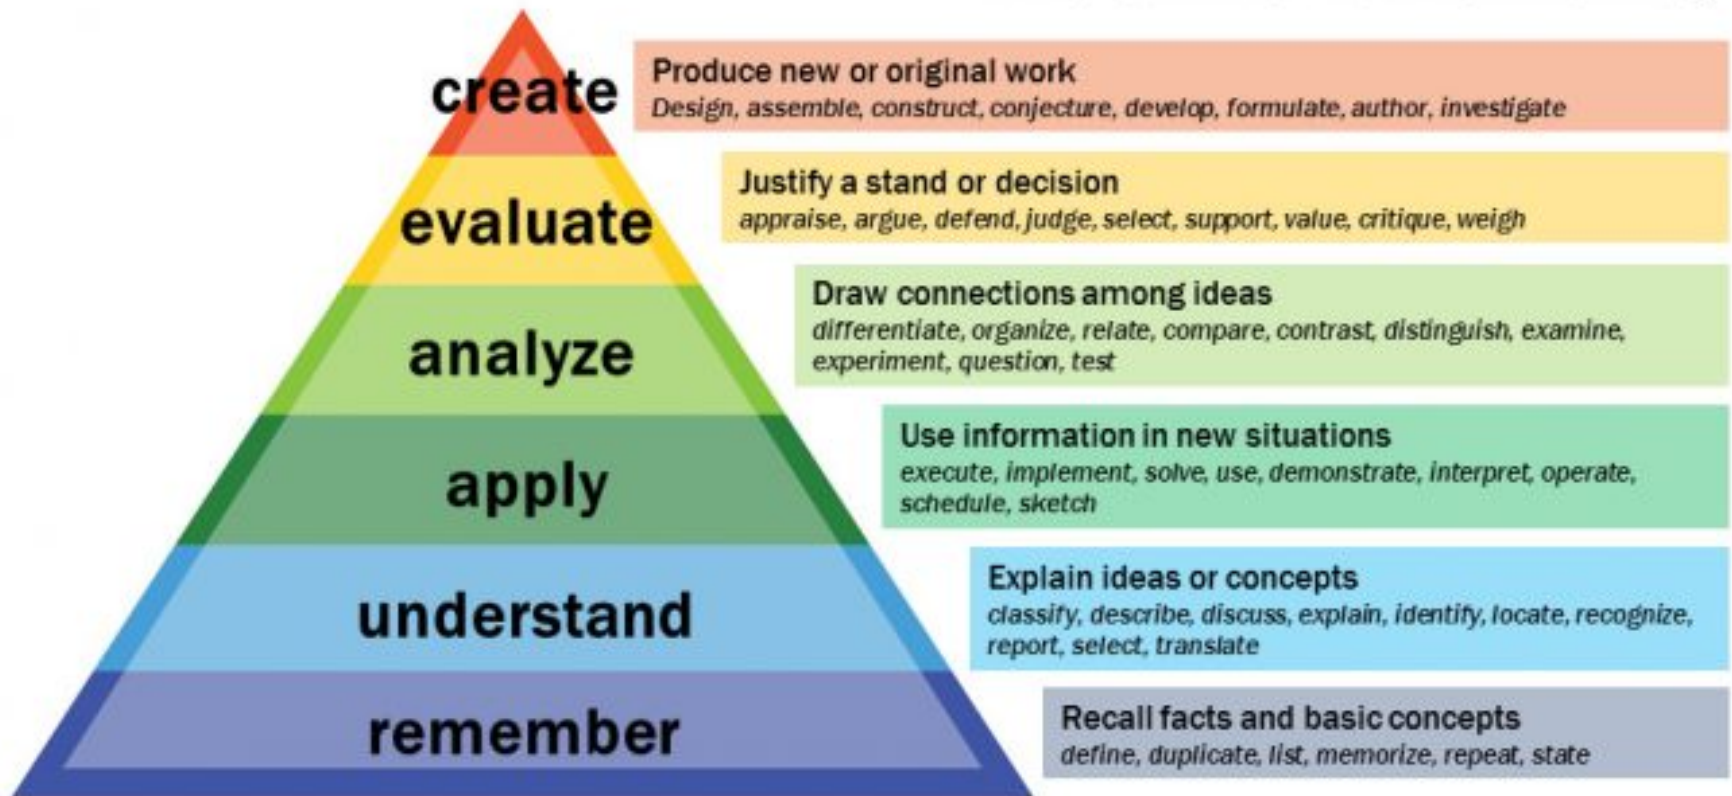 create
Produce new or original work
Design, assemble, construct, conjecture, develop, formulate, author, investigate
evaluate
Justify a stand or decision
appraise, argue, defend, judge, select, support, value, critique, weigh
analyze
Draw connections among ideas
differentiate, organize, relate, compare, contrast, distinguish, examine,
experiment, question, test
apply
Use information in new situations
execute, implement, solve, use, demonstrate, interpret, operate,
schedule, sketch
understand
Explain ideas or concepts
classify, describe, discuss, explain, identify, locate, recognize,
report, select, translate
remember
Recall facts and basic concepts
define, duplicate, list, memorize, repeat, state